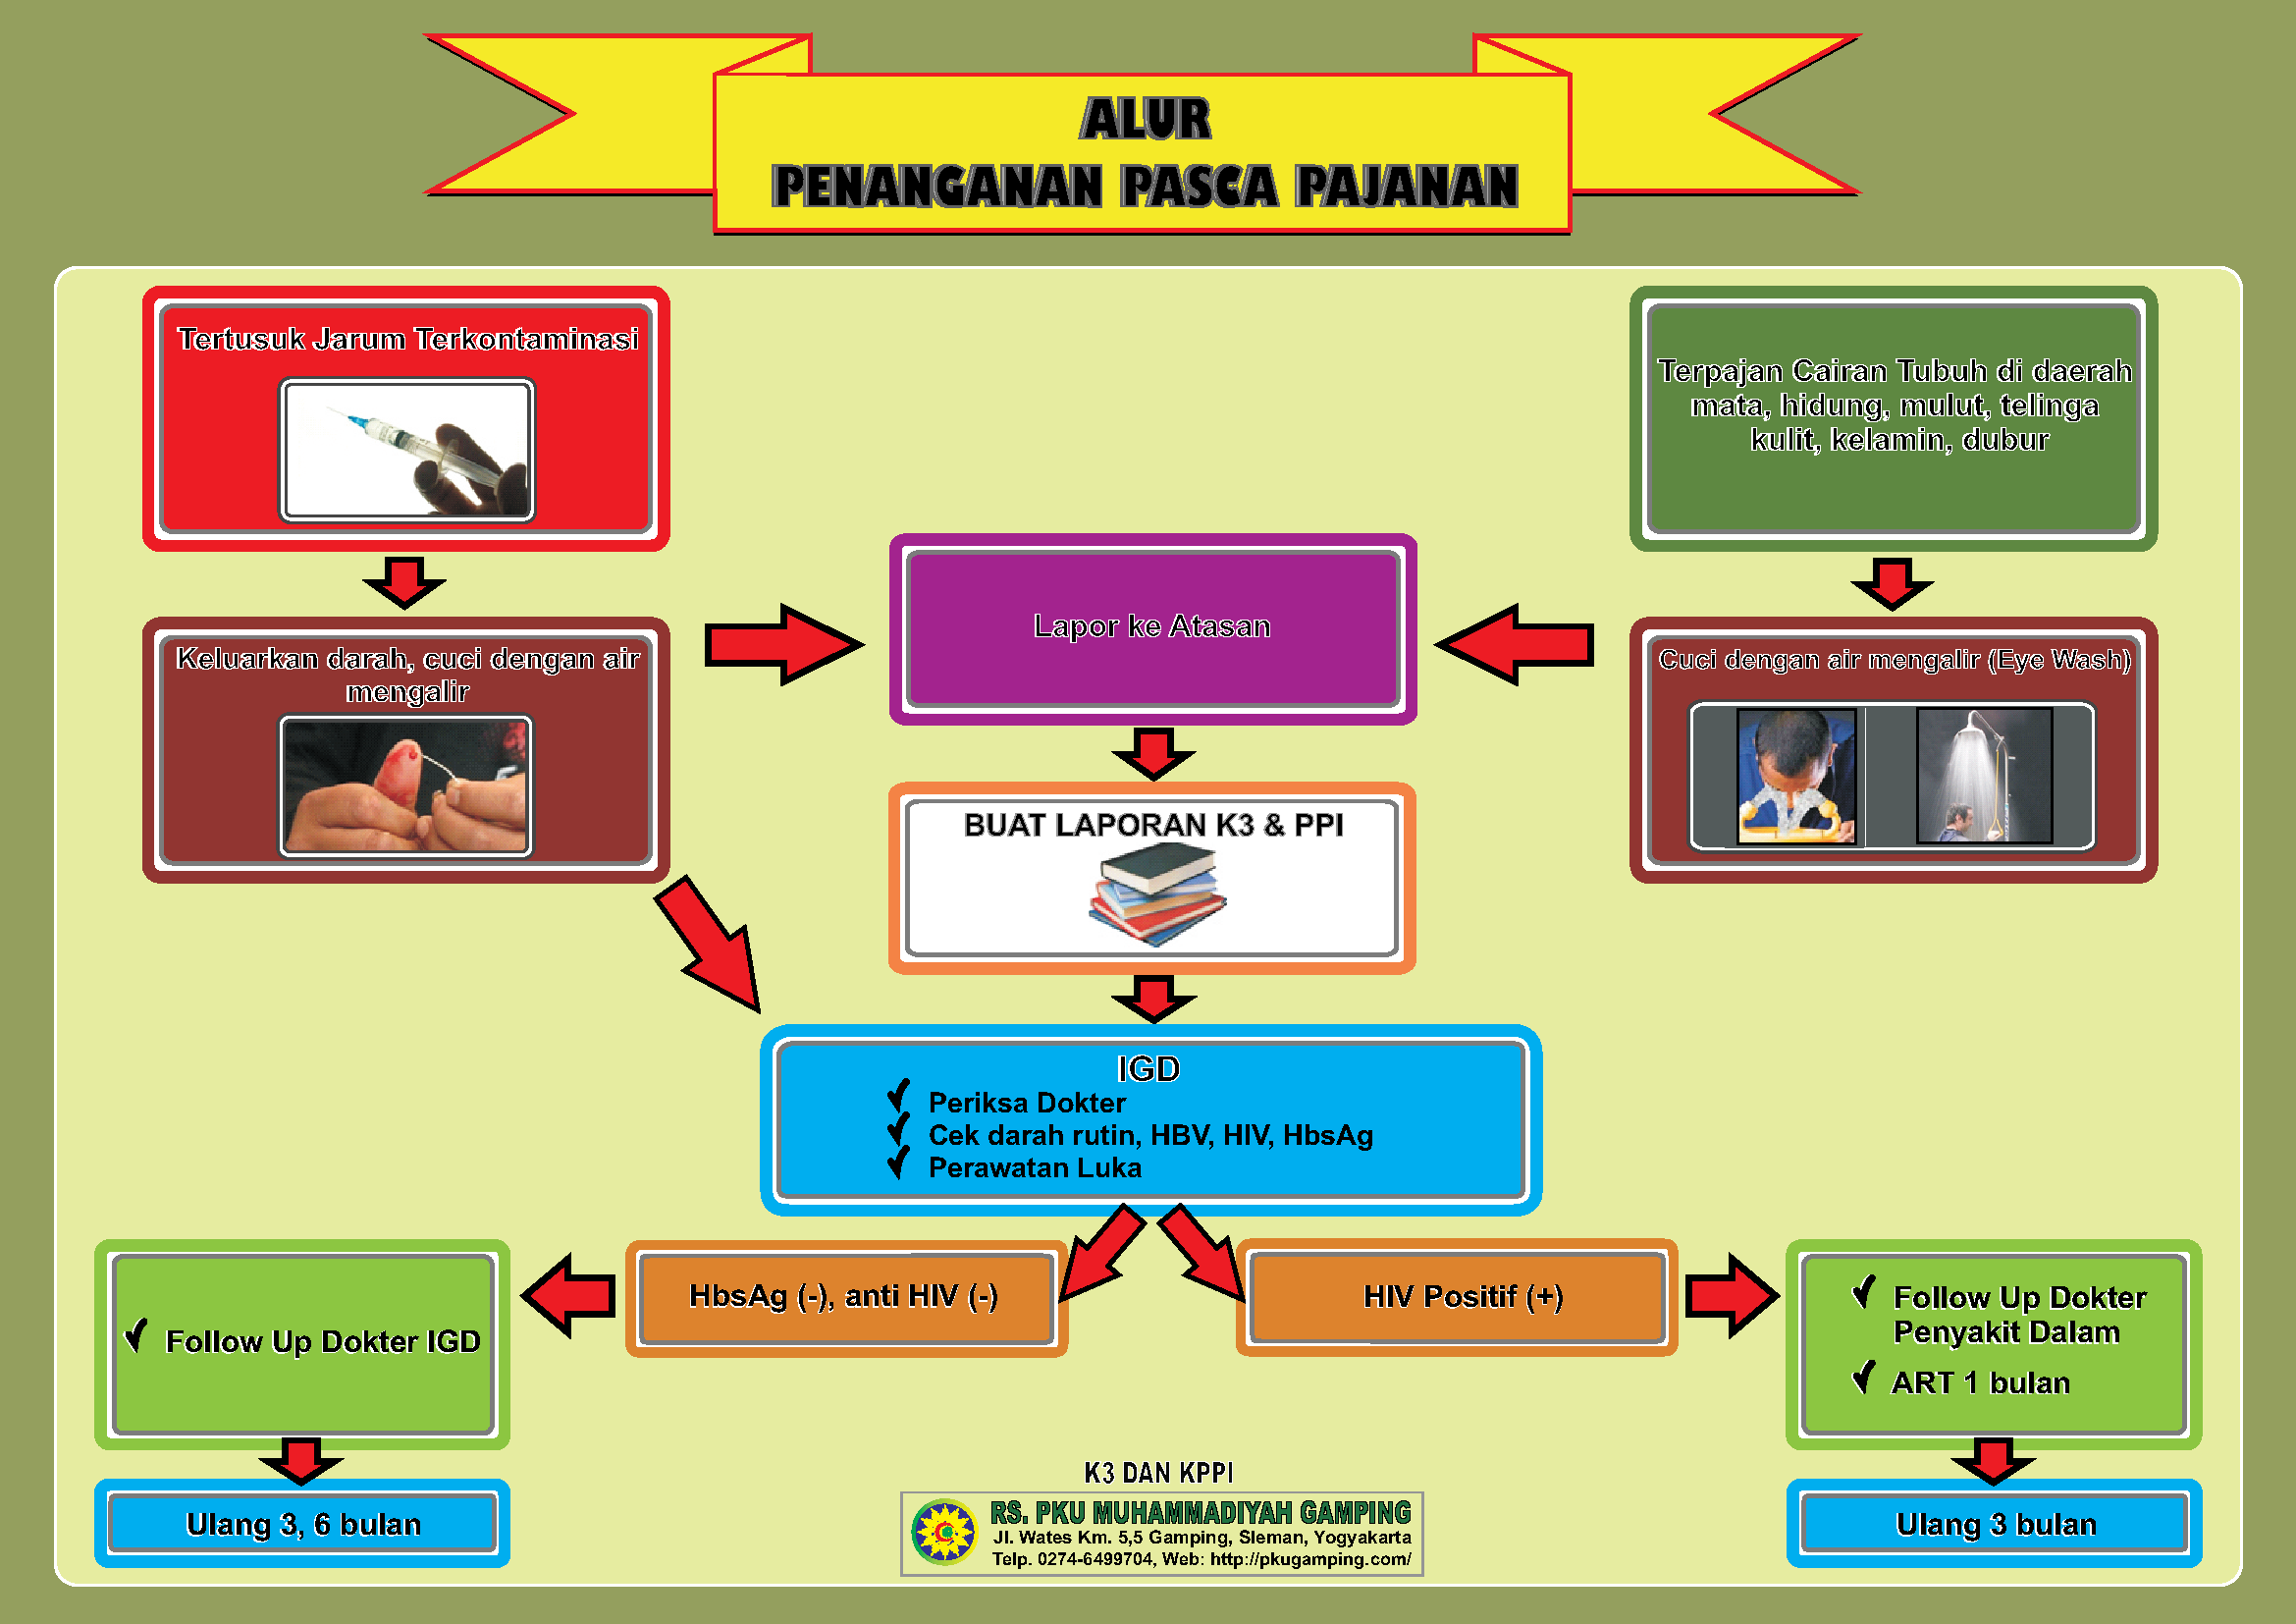 ALUR
PENANGANAN PASCA PAJANAN
Tertusuk Jarum Terkontaminasi
Terpajan Cairan Tubuh di daerah
mata, hidung, mulut, telinga
kulit, kelamin, dubur
Keluarkan darah, cuci dengan air
mengalir
Lapor ke Atasan
Cuci dengan air mengalir (Eye Wash)
BUAT LAPORAN K3 & PPI
IGD
Periksa Dokter
Cek darah rutin, HBV, HIV, HbsAg
Perawatan Luka
HbsAg (-), anti HIV (-)
HIV Positif (+)
Follow Up Dokter IGD
Follow Up Dokter
Penyakit Dalam
ART 1 bulan
Ulang 3, 6 bulan
Ulang 3 bulan
K3 DAN KPPI
RS. PKU MUHAMMADIYAH GAMPING
Jl. Wates Km. 5,5 Gamping, Sleman, Yogyakarta
Telp. 0274-6499704, Web: http://pkugamping.com/